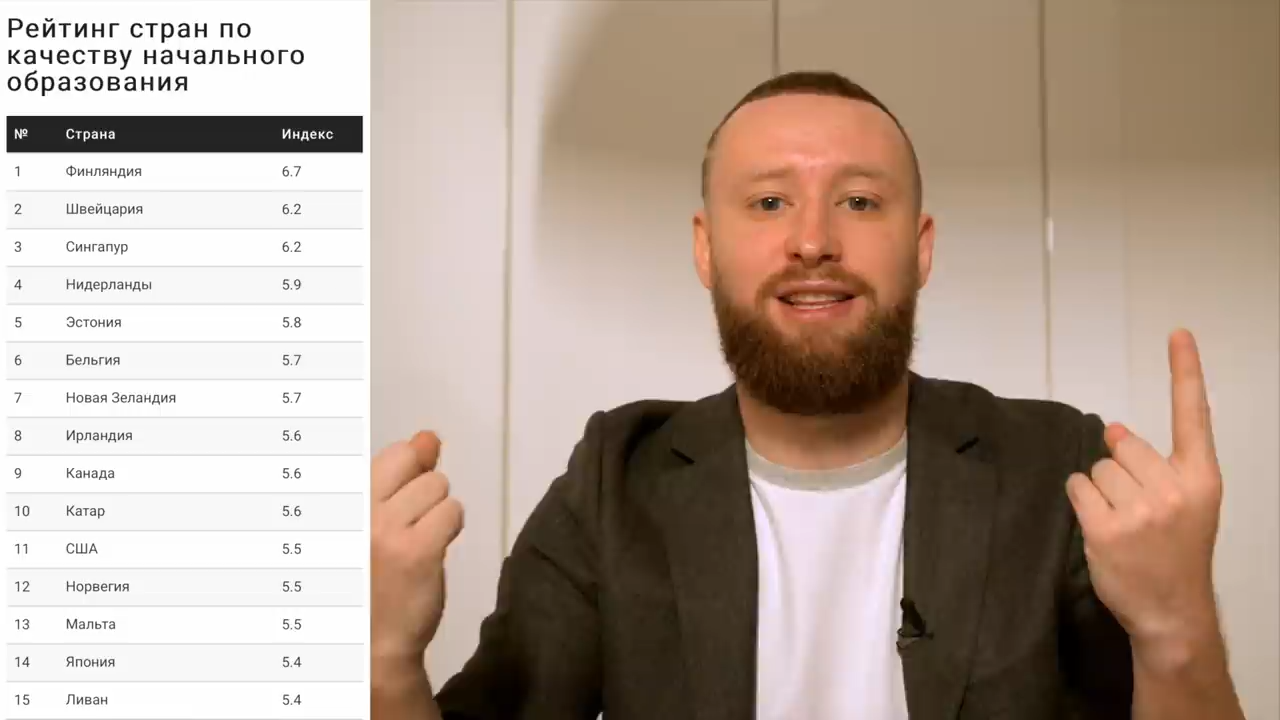 Рейтинг стран по
качеству начального
образования
№ Страна Индекс
1 Финляндия 6.7
2 Швейцария 6.2
3 Сингапур 6.2
4 Нидерланды 5.9
5 Эстония 5.8
6 Бельгия 5.7
7 Новая Зеландия 5.7
8 Ирландия 5.6
9 Канада 5.6
10 Катар 5.6
11 США 5.5
12 Норвегия 5.5
13 Мальта 5.5
14 Япония 5.4
15 Ливан 5.4